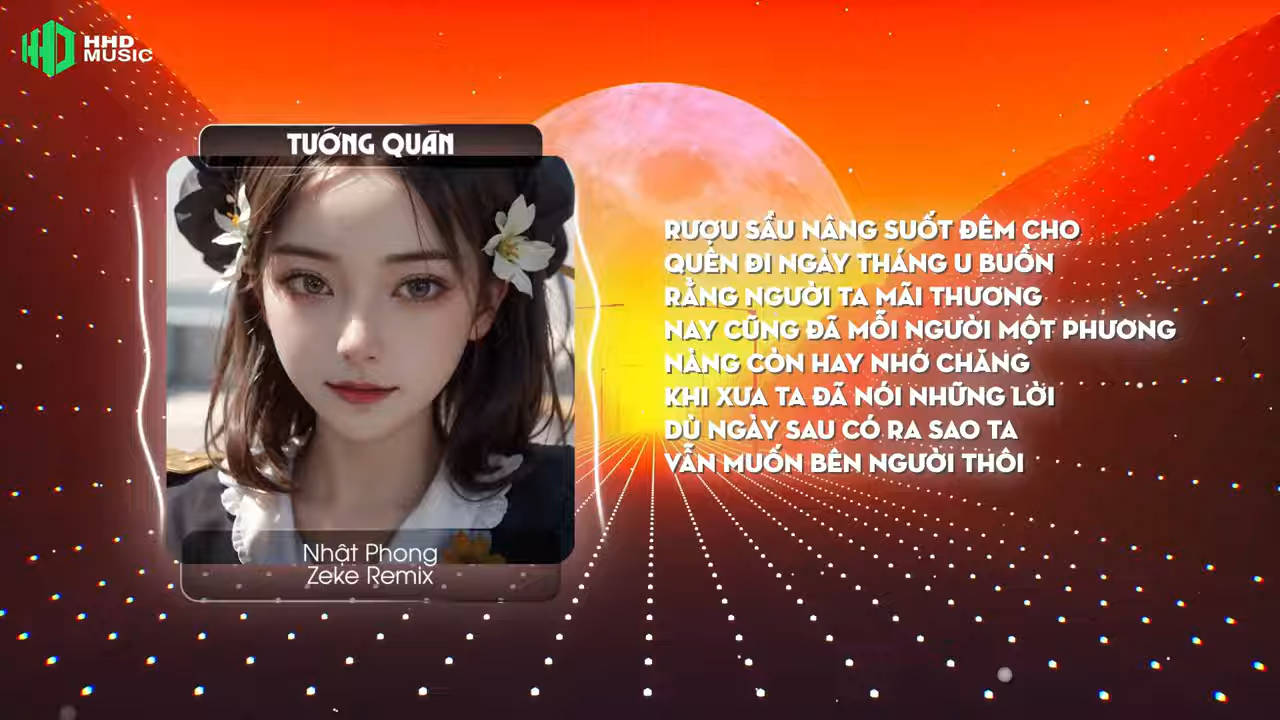 HHD
MUSIC
TƯỚNG QUÂN
RƯỢU SẦU NÂNG SUỐT ĐÊM CHO
QUÊN ĐI NGÀY THÁNG U BUỒN
RẰNG NGƯỜI TA MÃI THƯƠNG
NAY CŨNG ĐÃ MỖI NGƯỜI MỘT PHƯƠNG
NÀNG CÒN HAY NHỚ CHĂNG
KHI XƯA TA ĐÃ NÓI NHỮNG LỜI
DÙ NGÀY SAU CÓ RA SAO TA
VẪN MUỐN BÊN NGƯỜI THÔI
Nhật Phong
Zeke Remix